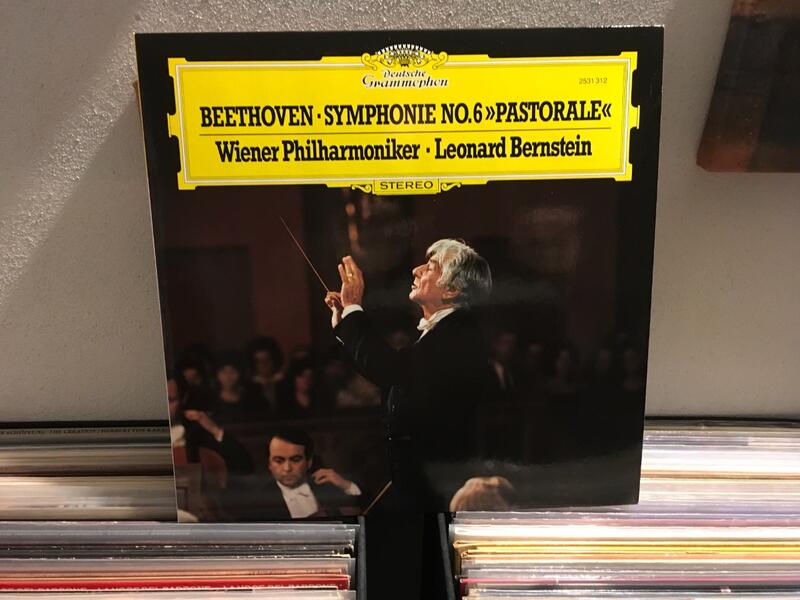 Deutsche
Grammophon
2531 312
BEETHOVEN · SYMPHONIE NO.6 »PASTORALE«
Wiener Philharmoniker · Leonard Bernstein
STEREO